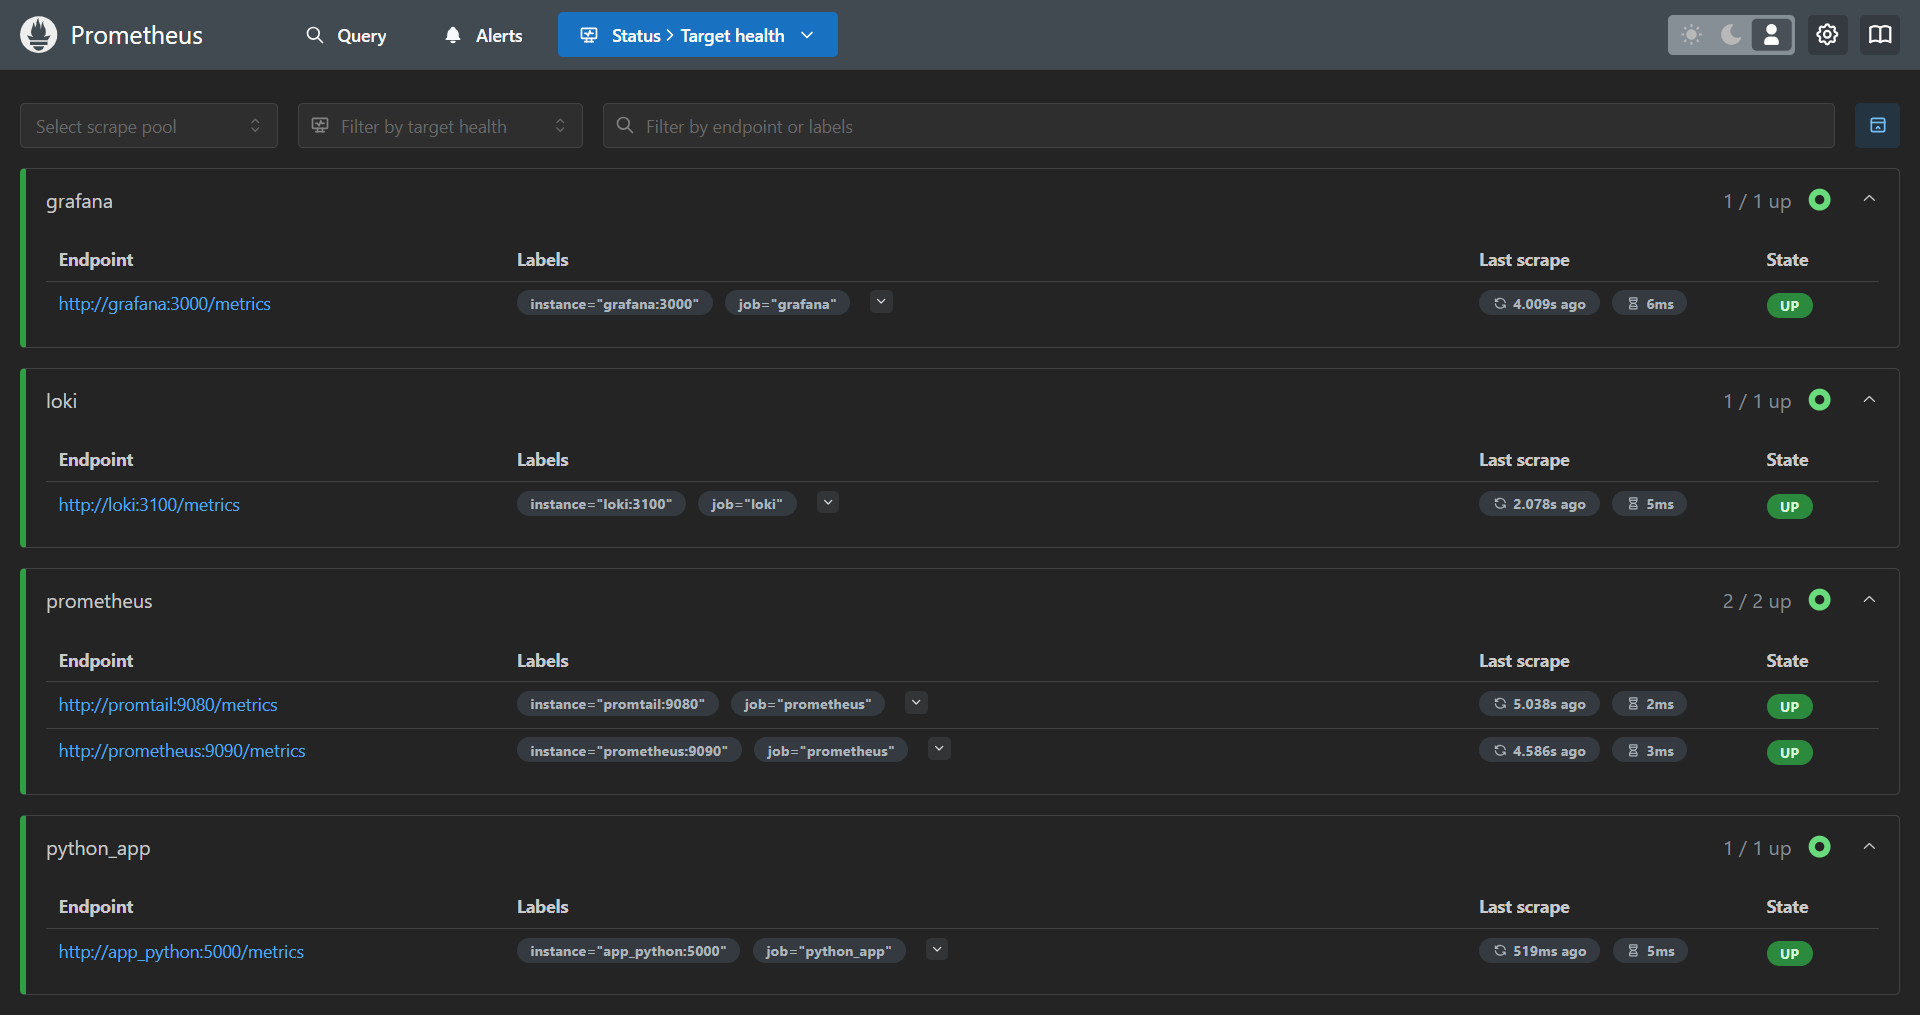 Prometheus Query Alerts Status > Target health
Select scrape pool Filter by target health Filter by endpoint or labels
grafana 1 / 1 up
Endpoint Labels Last scrape State
http://grafana:3000/metrics instance="grafana:3000" job="grafana" 4.009s ago 6ms UP
loki 1 / 1 up
Endpoint Labels Last scrape State
http://loki:3100/metrics instance="loki:3100" job="loki" 2.078s ago 5ms UP
prometheus 2 / 2 up
Endpoint Labels Last scrape State
http://promtail:9080/metrics instance="promtail:9080" job="prometheus" 5.038s ago 2ms UP
http://prometheus:9090/metrics instance="prometheus:9090" job="prometheus" 4.586s ago 3ms UP
python_app 1 / 1 up
Endpoint Labels Last scrape State
http://app_python:5000/metrics instance="app_python:5000" job="python_app" 519ms ago 5ms UP